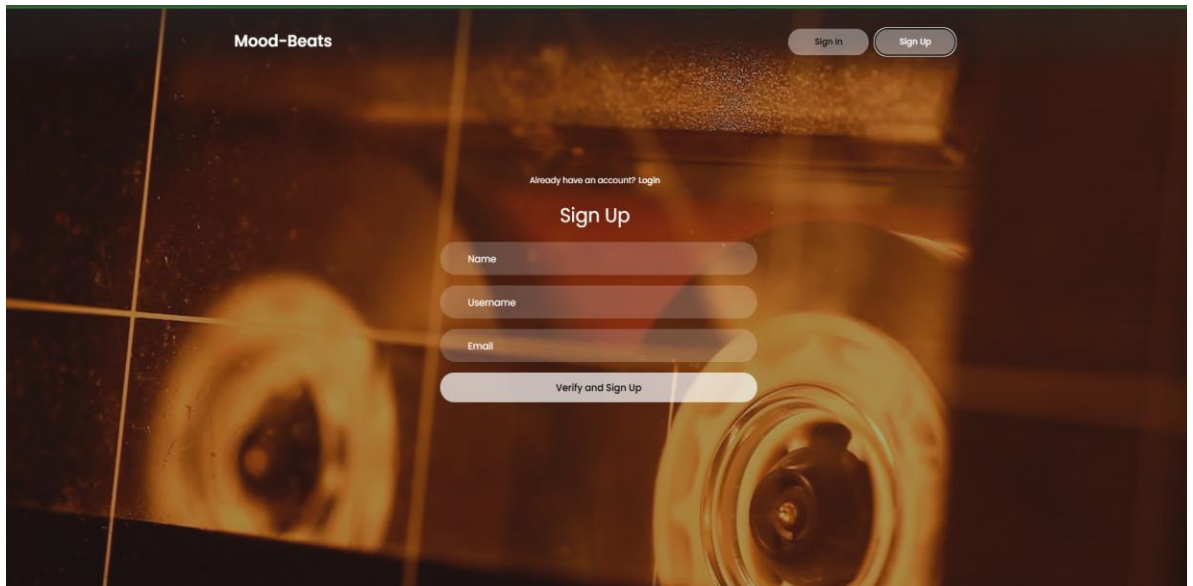 Mood-Beats
Sign In
Sign Up
Already have an account? Login
Sign Up
Name
Username
Email
Verify and Sign Up